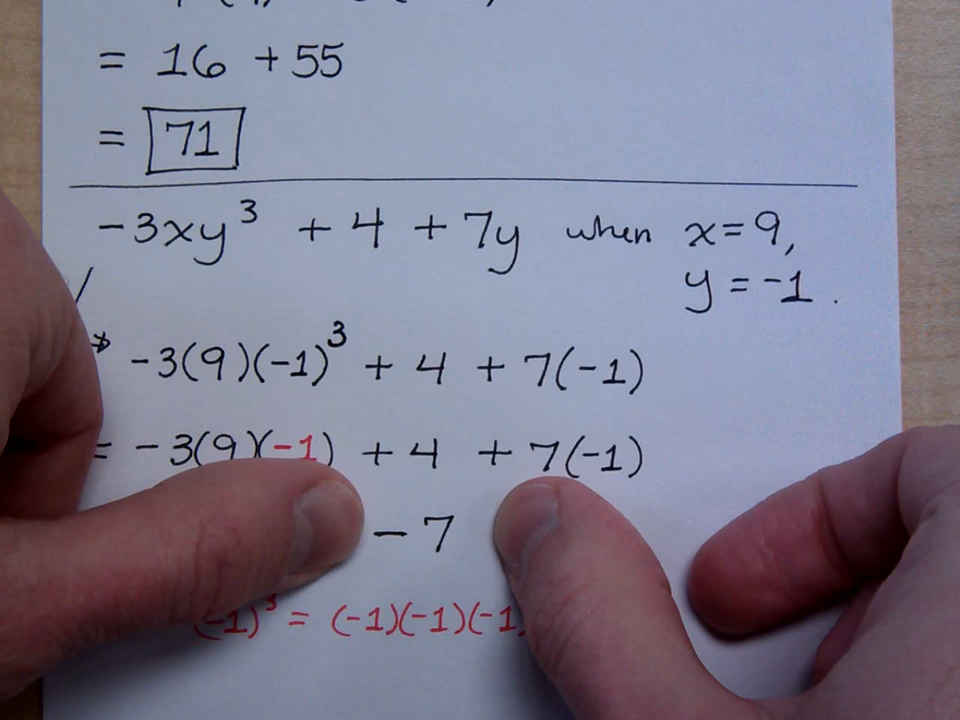 = 16 + 55
= 71
-3xy³ + 4 + 7y when x = 9,
y = -1.
-3(9)(-1)³ + 4 + 7(-1)
= -3(9)(-1) + 4 + 7(-1)
- 7
(-1)³ = (-1)(-1)(-1